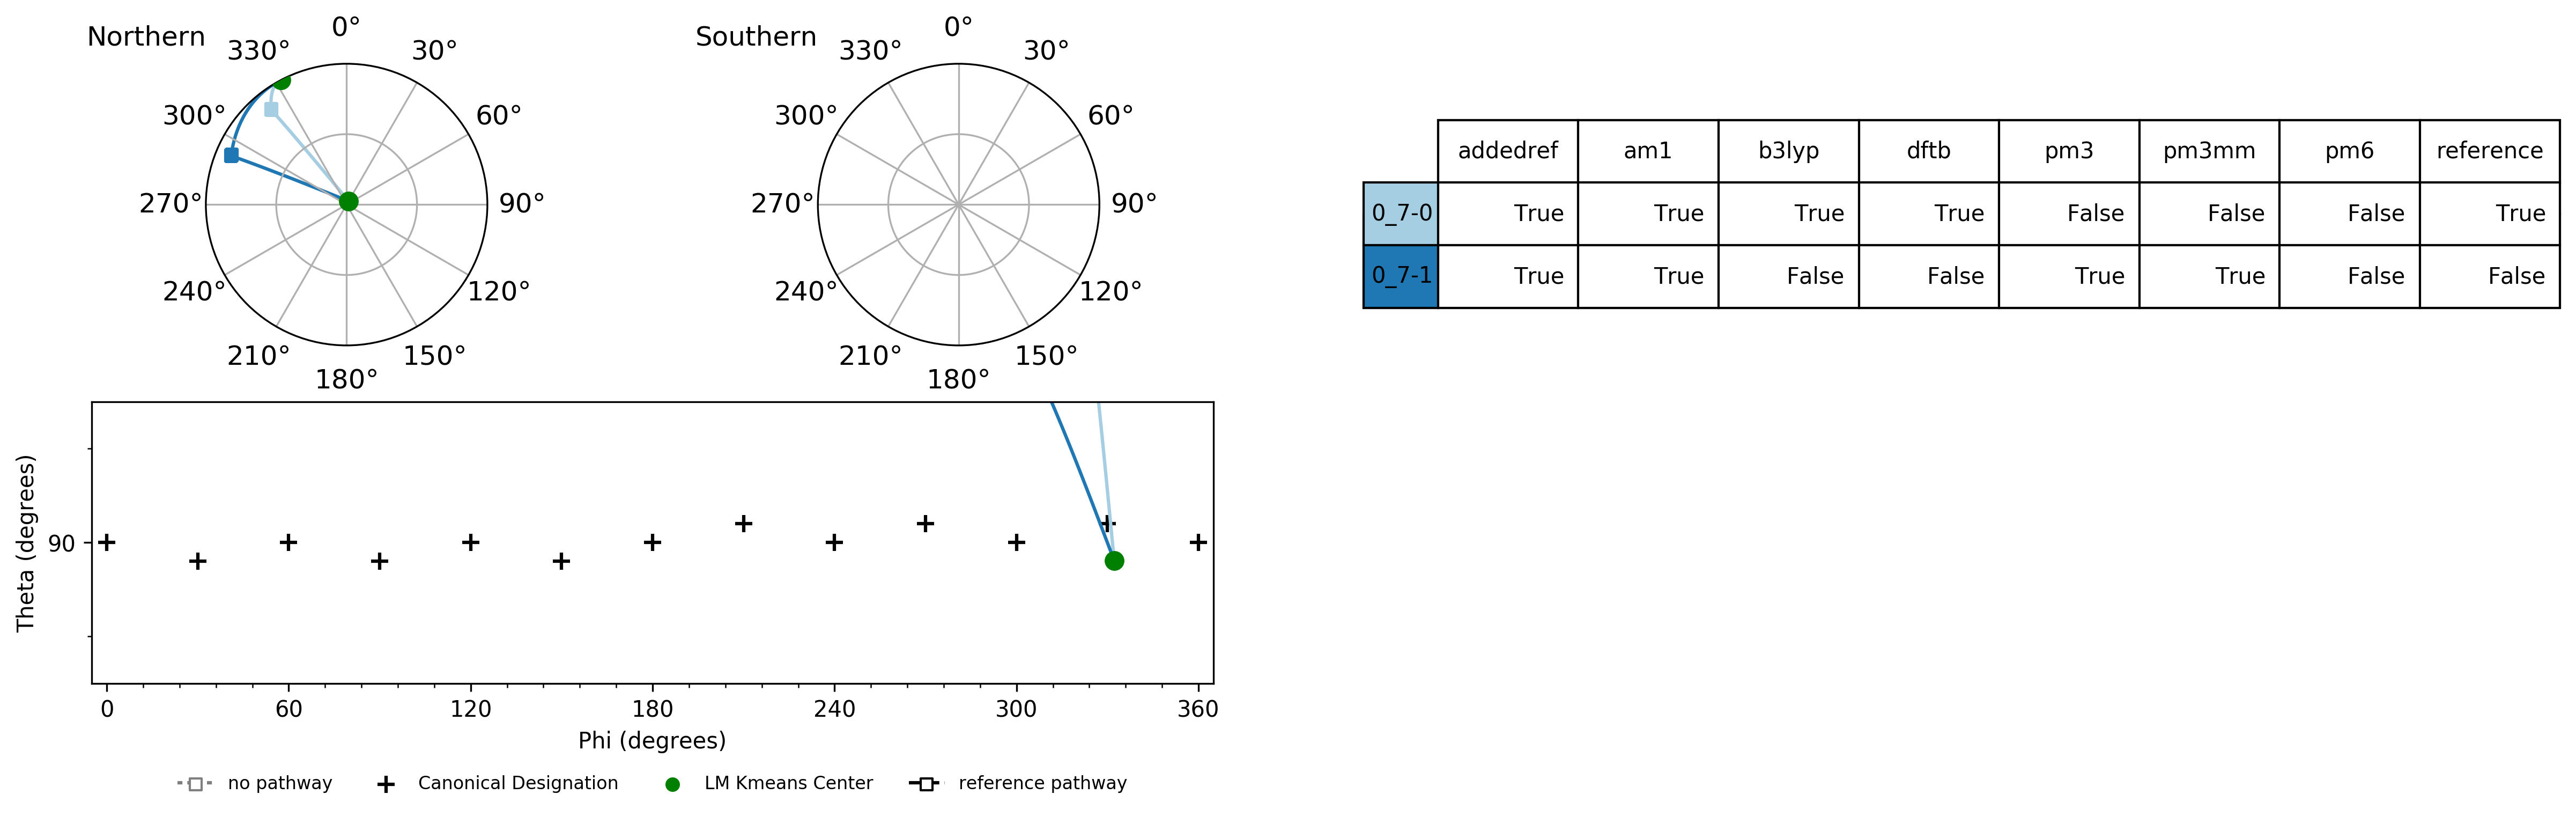 Northern
0°
30°
60°
90°
120°
150°
180°
210°
240°
270°
300°
330°
Southern
0°
30°
60°
90°
120°
150°
180°
210°
240°
270°
300°
330°
addedref am1 b3lyp dftb pm3 pm3mm pm6 reference
0_7-0 True True True True False False False True
0_7-1 True True False False True True False False
Theta (degrees)
90
0 60 120 180 240 300 360
Phi (degrees)
no pathway Canonical Designation LM Kmeans Center reference pathway